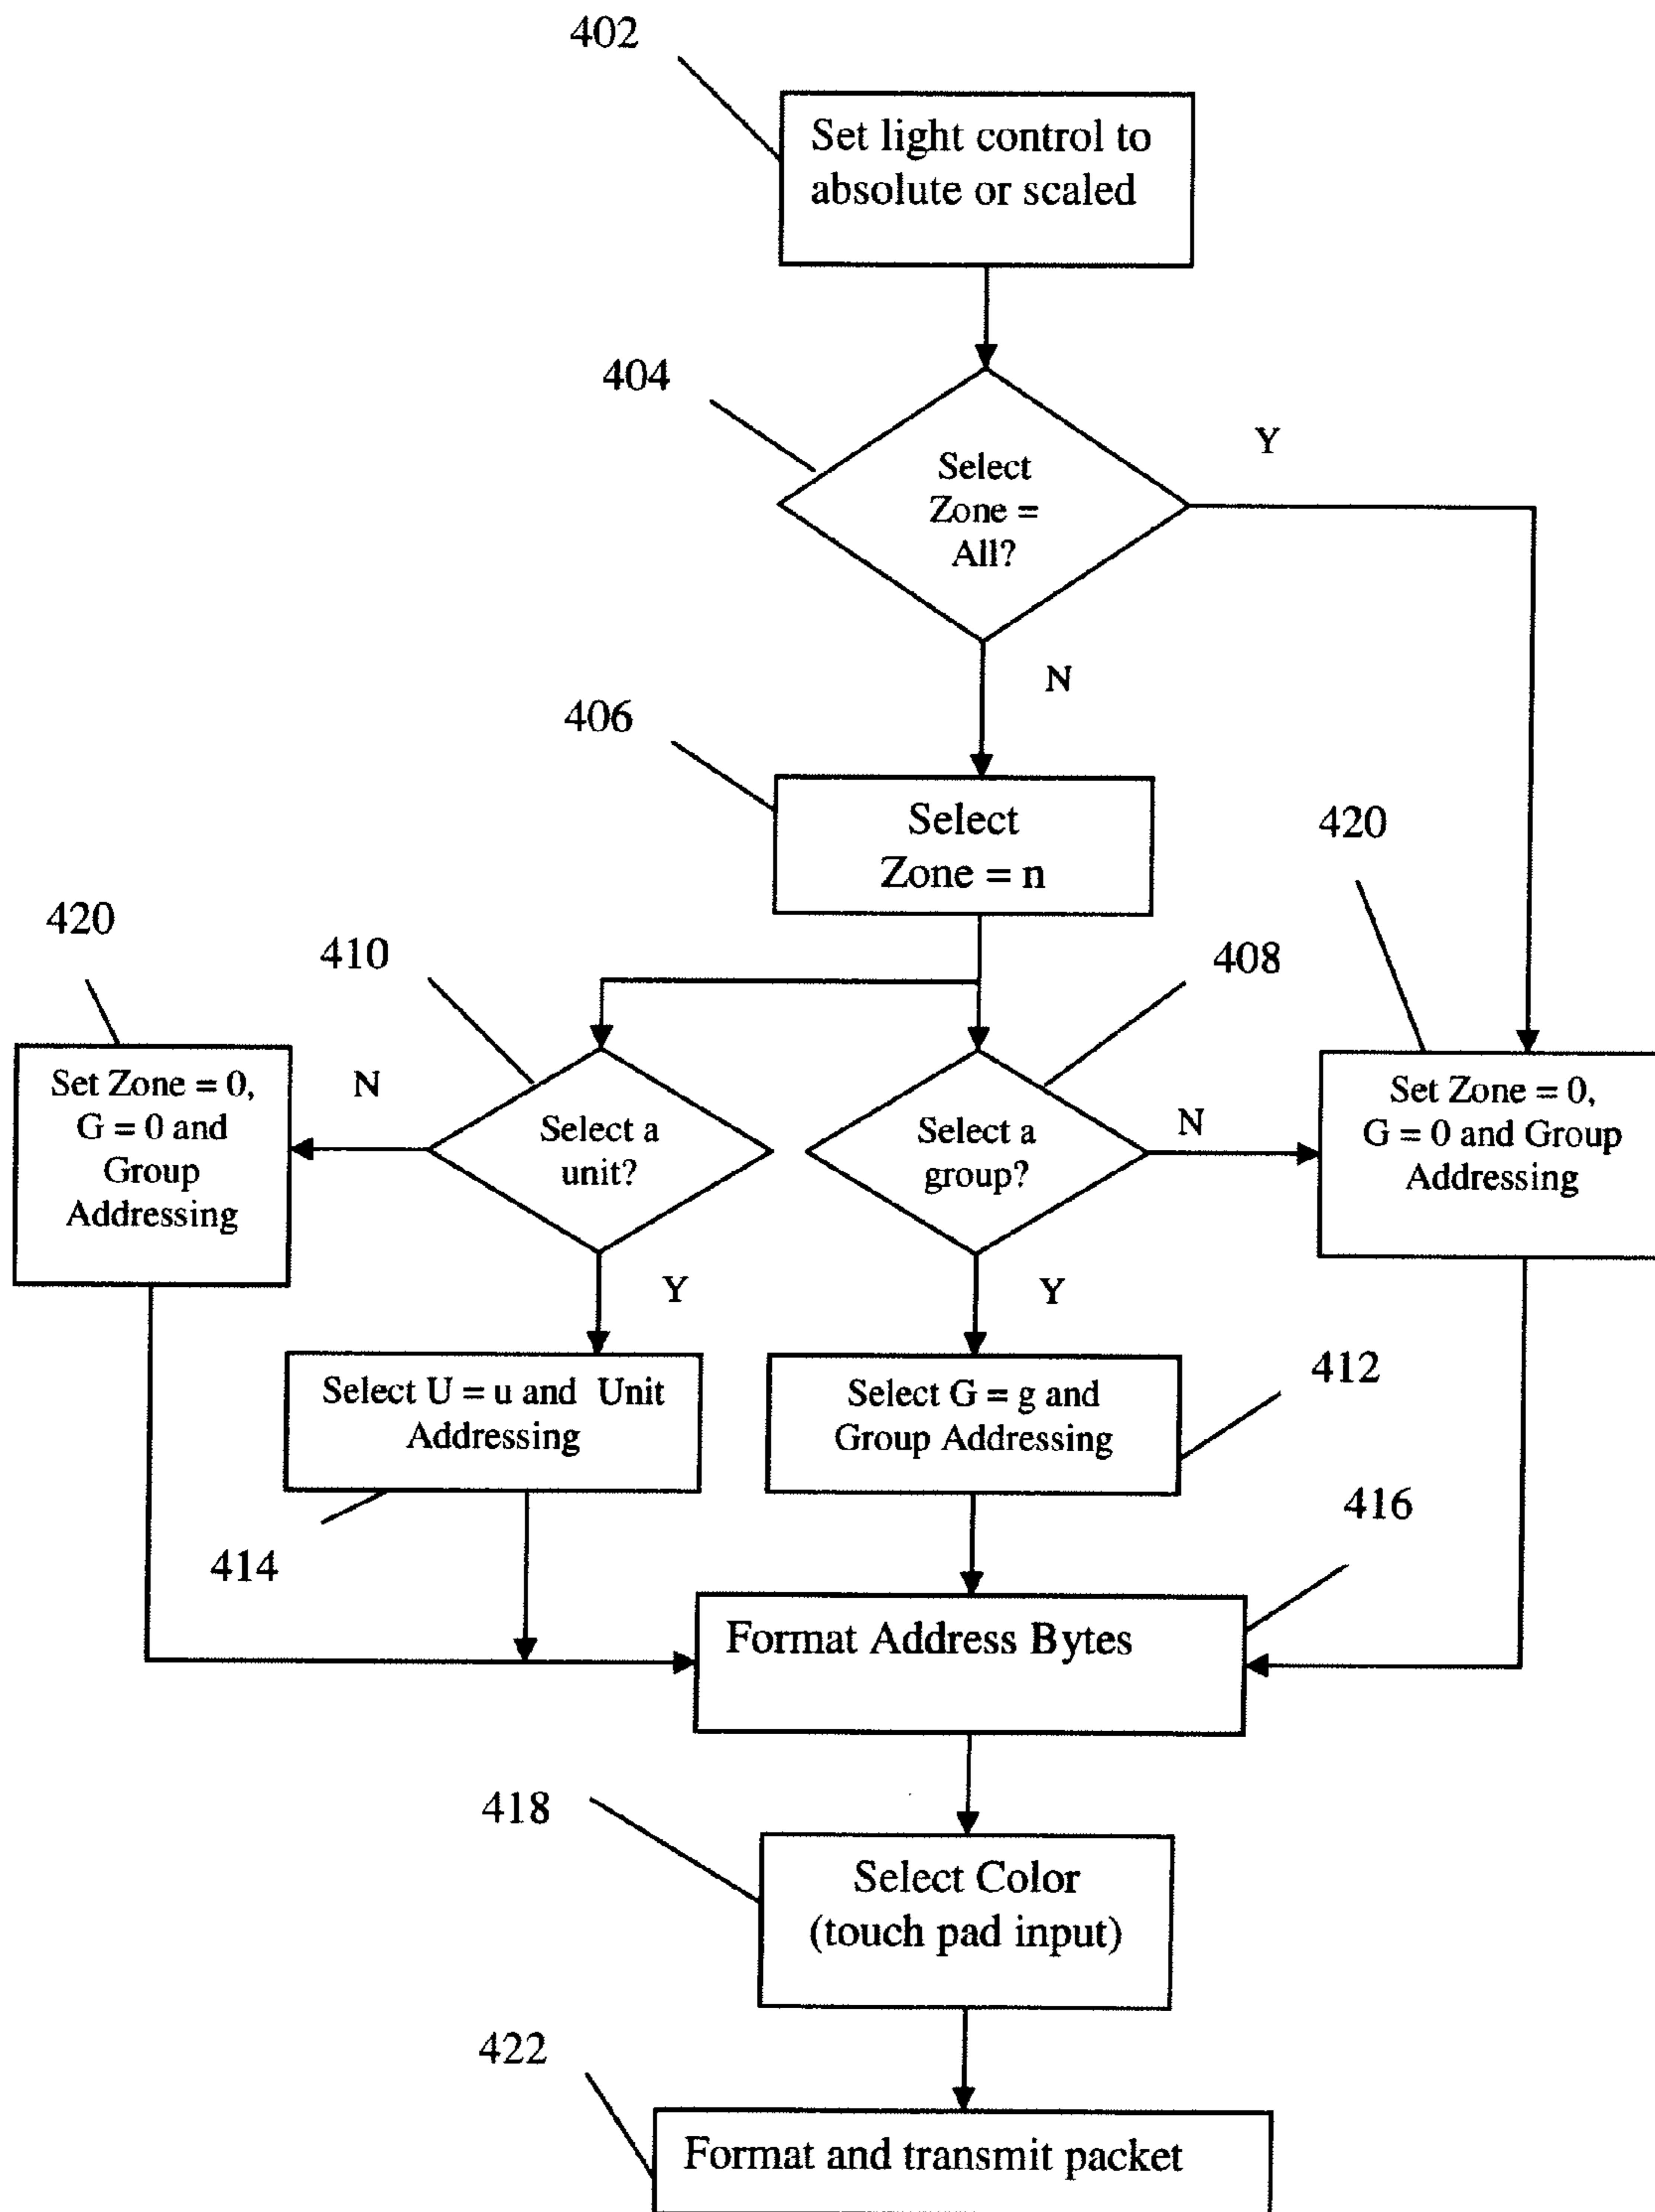 402
Set light control to
absolute or scaled
404
Select
Zone =
All?
Y
N
406
Select
Zone = n
420
420
410
408
Set Zone = 0,
G = 0 and
Group
Addressing
N
Select a
unit?
Select a
group?
N
Set Zone = 0,
G = 0 and Group
Addressing
Y
Y
Select U = u and Unit
Addressing
Select G = g and
Group Addressing
412
414
416
Format Address Bytes
418
Select Color
(touch pad input)
422
Format and transmit packet